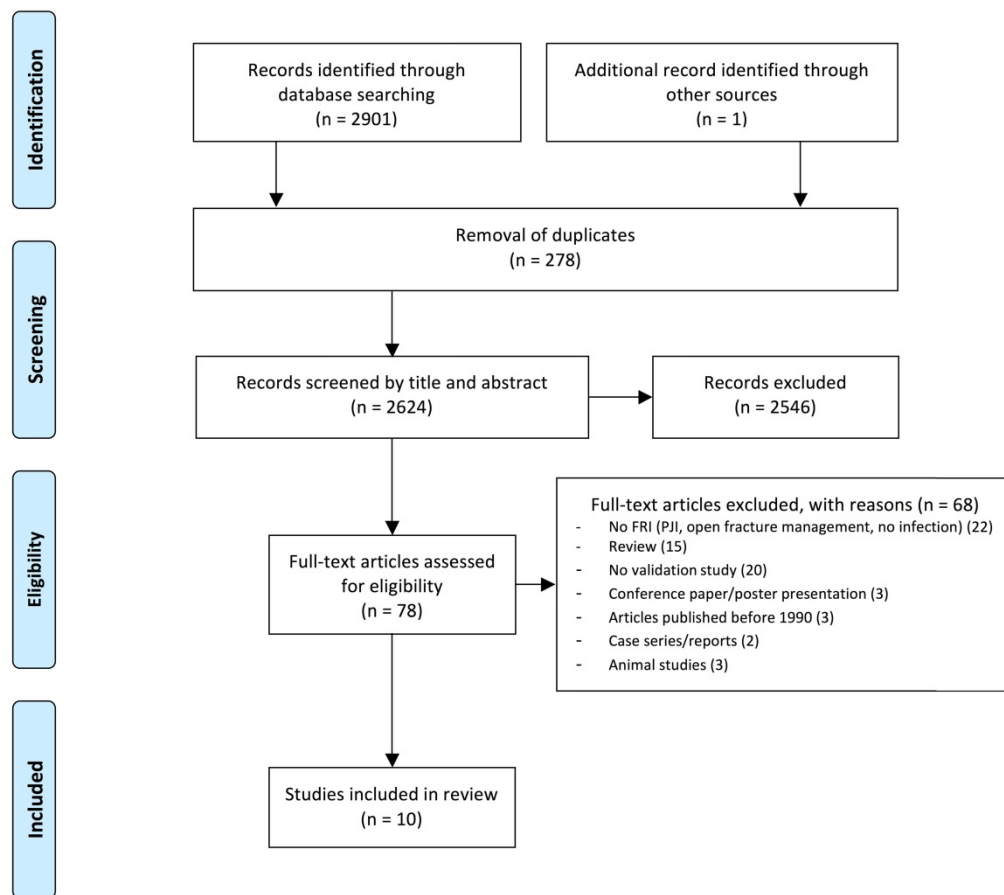 Identification
Records identified through
database searching
(n = 2901)
Additional record identified through
other sources
(n = 1)
Removal of duplicates
(n = 278)
Screening
Records screened by title and abstract
(n = 2624)
Records excluded
(n = 2546)
Eligibility
Full-text articles assessed
for eligibility
(n = 78)
Full-text articles excluded, with reasons (n = 68)
- No FRI (PJI, open fracture management, no infection) (22)
- Review (15)
- No validation study (20)
- Conference paper/poster presentation (3)
- Articles published before 1990 (3)
- Case series/reports (2)
- Animal studies (3)
Included
Studies included in review
(n = 10)